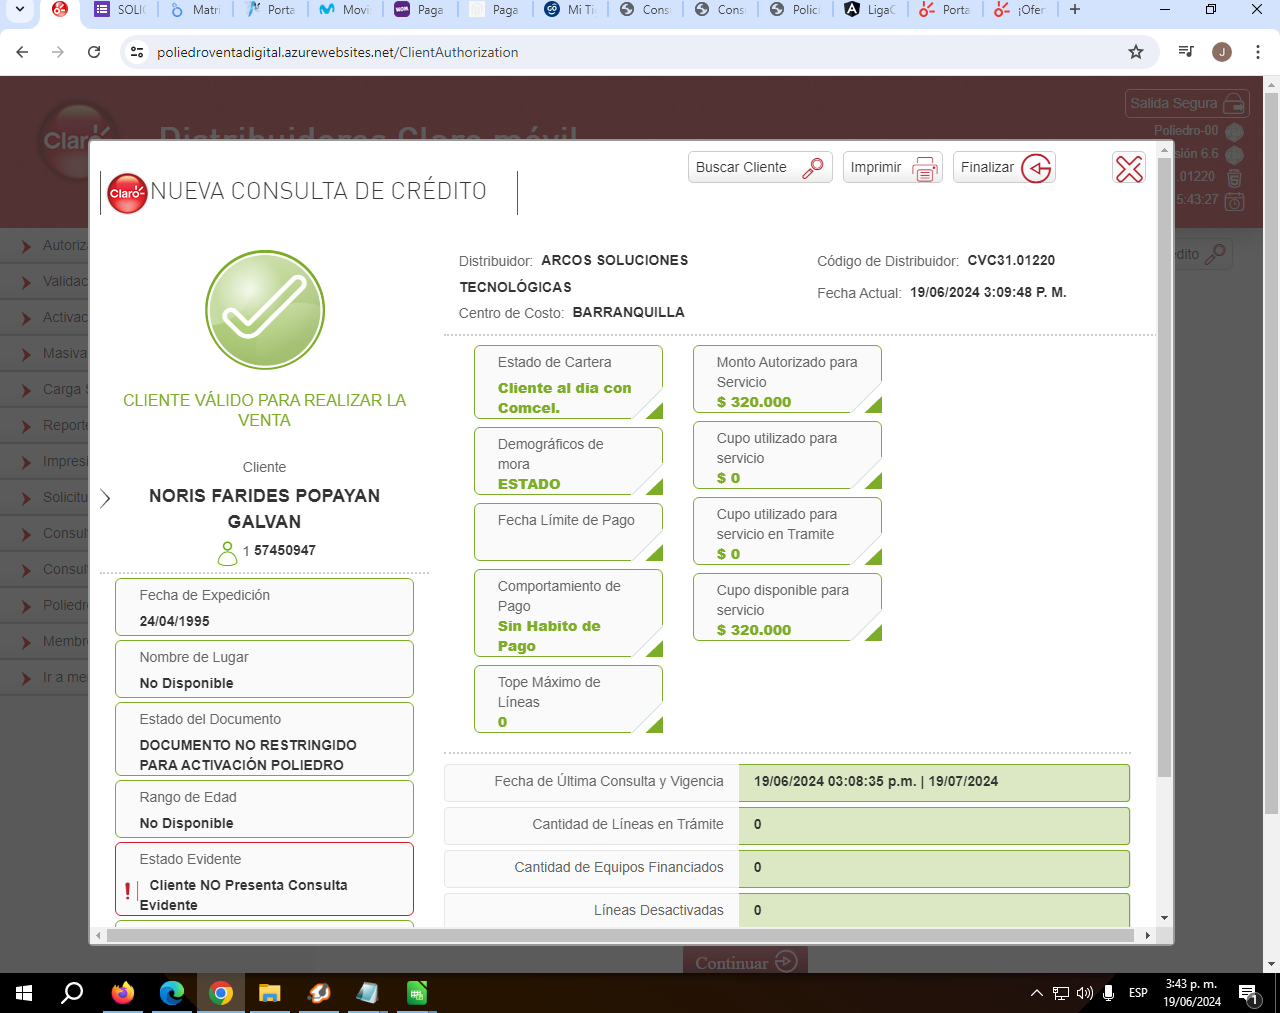 SOLIC
Matri
Porta
Movi
Paga
Paga
Mi Ti
Cons
Cons
Polic
LigaC
Porta
¡Ofer
poliedroventadigital.azurewebsites.net/ClientAuthorization
J
Salida Segura
Claro
Distribuidores Claro móvil
Poliedro-00
sión 6.6
.01220
5:43:27
Buscar Cliente
Imprimir
Finalizar
Claro
NUEVA CONSULTA DE CRÉDITO
Autoriz
Validac
Activac
Masiva
Carga S
Reporte
Impresi
Solicitu
Consul
Consul
Poliedr
Membr
Ir a me
dito
CLIENTE VÁLIDO PARA REALIZAR LA
VENTA
Cliente
NORIS FARIDES POPAYAN
GALVAN
1 57450947
Fecha de Expedición
24/04/1995
Nombre de Lugar
No Disponible
Estado del Documento
DOCUMENTO NO RESTRINGIDO
PARA ACTIVACIÓN POLIEDRO
Rango de Edad
No Disponible
Estado Evidente
Cliente NO Presenta Consulta
Evidente
Distribuidor: ARCOS SOLUCIONES
TECNOLÓGICAS
Centro de Costo: BARRANQUILLA
Código de Distribuidor: CVC31.01220
Fecha Actual: 19/06/2024 3:09:48 P. M.
Estado de Cartera
Cliente al dia con
Comcel.
Demográficos de
mora
ESTADO
Fecha Límite de Pago
Comportamiento de
Pago
Sin Habito de
Pago
Tope Máximo de
Líneas
0
Monto Autorizado para
Servicio
$ 320.000
Cupo utilizado para
servicio
$ 0
Cupo utilizado para
servicio en Tramite
$ 0
Cupo disponible para
servicio
$ 320.000
Fecha de Última Consulta y Vigencia 19/06/2024 03:08:35 p.m. | 19/07/2024
Cantidad de Líneas en Trámite 0
Cantidad de Equipos Financiados 0
Líneas Desactivadas 0
Continuar
ESP
3:43 p. m.
19/06/2024
1